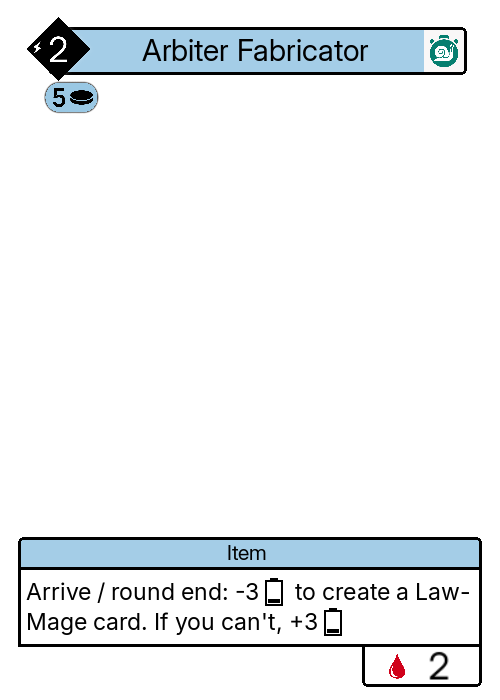 2 Arbiter Fabricator
5
Item
Arrive / round end: -3 to create a Law-
Mage card. If you can't, +3
2